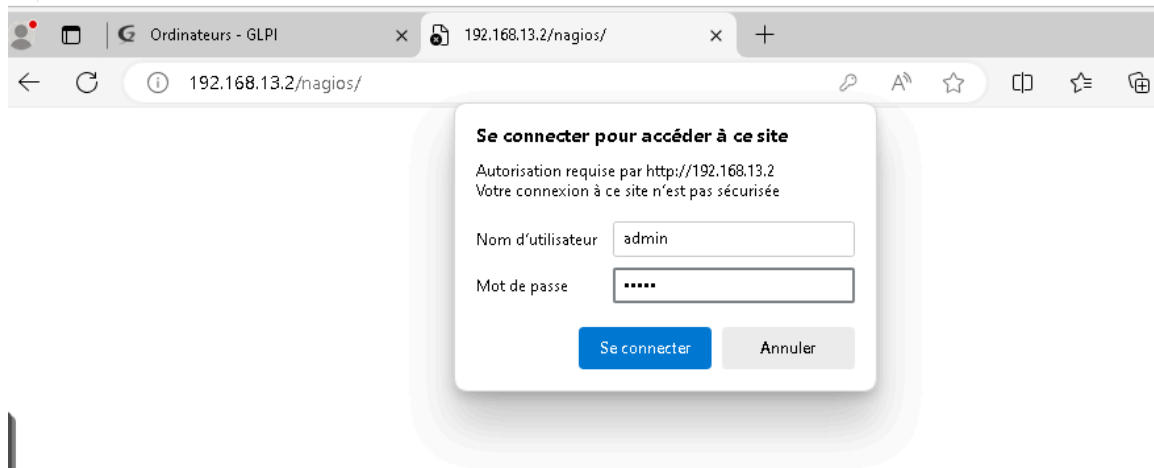 Ordinateurs - GLPI
192.168.13.2/nagios/
192.168.13.2/nagios/
Se connecter pour accéder à ce site
Autorisation requise par http://192.168.13.2
Votre connexion à ce site n'est pas sécurisée
Nom d'utilisateur admin
Mot de passe •••••
Se connecter Annuler